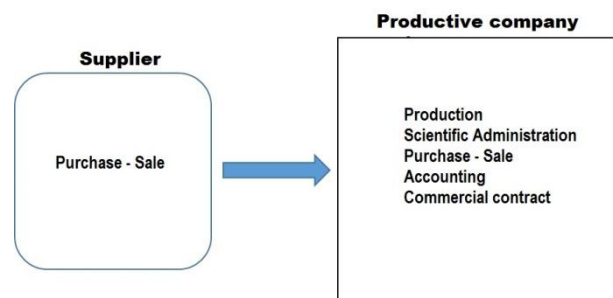 Productive company
Supplier
Purchase - Sale
Production
Scientific Administration
Purchase - Sale
Accounting
Commercial contract